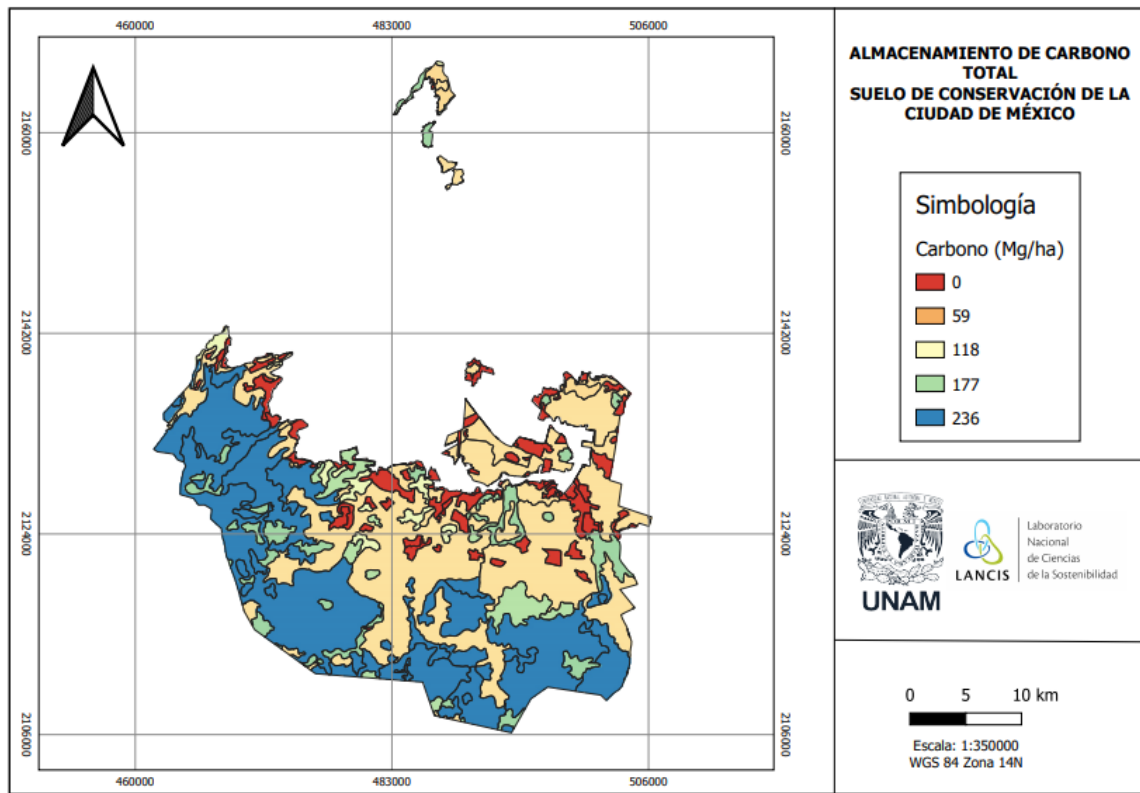 460000
483000
506000
2160000
2160000
2142000
2142000
2124000
2124000
2106000
2106000
460000
483000
506000
ALMACENAMIENTO DE CARBONO
TOTAL
SUELO DE CONSERVACIÓN DE LA
CIUDAD DE MÉXICO
Simbología
Carbono (Mg/ha)
0
59
118
177
236
UNAM
LANCIS
Laboratorio
Nacional
de Ciencias
de la Sostenibilidad
0 5 10 km
Escala: 1:350000
WGS 84 Zona 14N